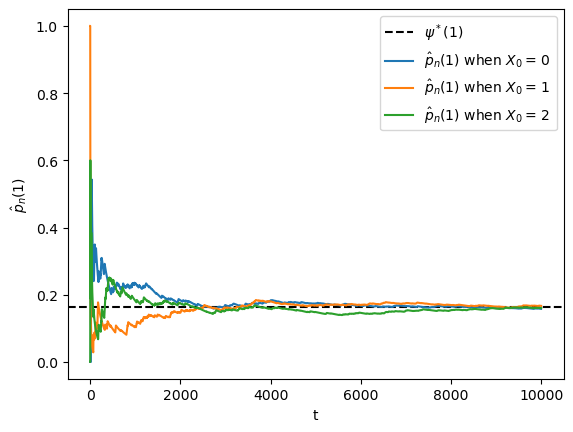 1.0
0.8
0.6
0.4
0.2
0.0
p̂ₙ(1)
0
2000
4000
6000
8000
10000
t
ψ*(1)
p̂ₙ(1) when X₀ = 0
p̂ₙ(1) when X₀ = 1
p̂ₙ(1) when X₀ = 2